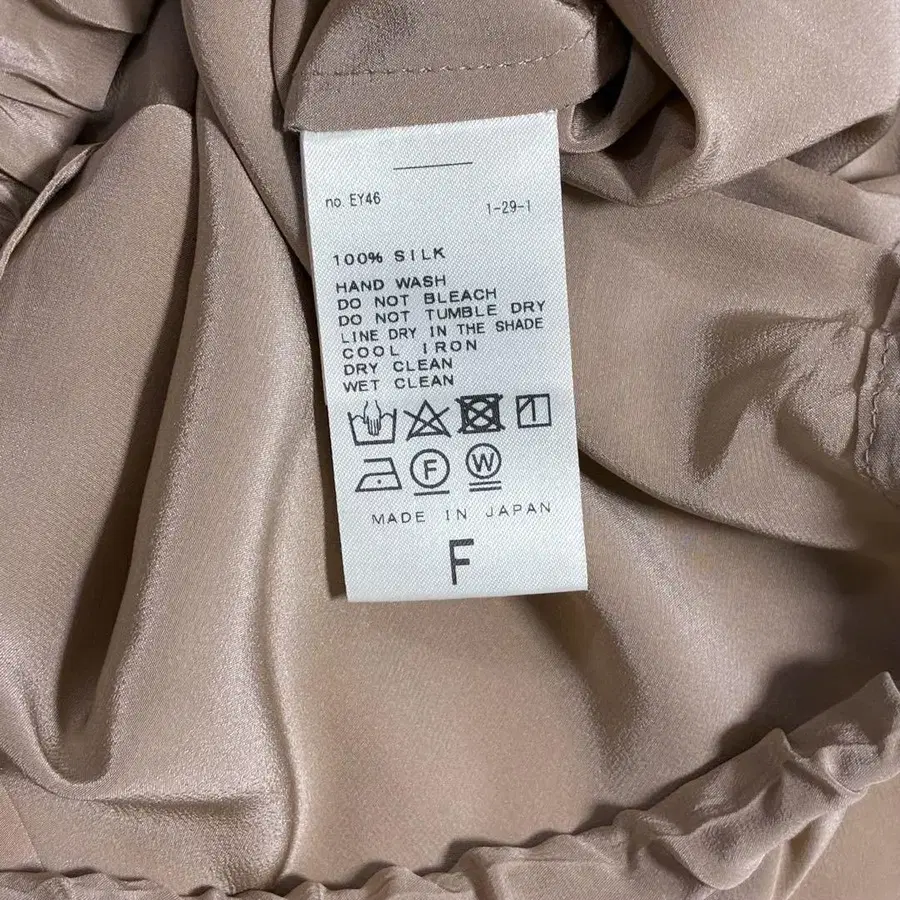 no. EY46
1-29-1
100% SILK
HAND WASH
DO NOT BLEACH
DO NOT TUMBLE DRY
LINE DRY IN THE SHADE
COOL IRON
DRY CLEAN
WET CLEAN
F W
MADE IN JAPAN
F